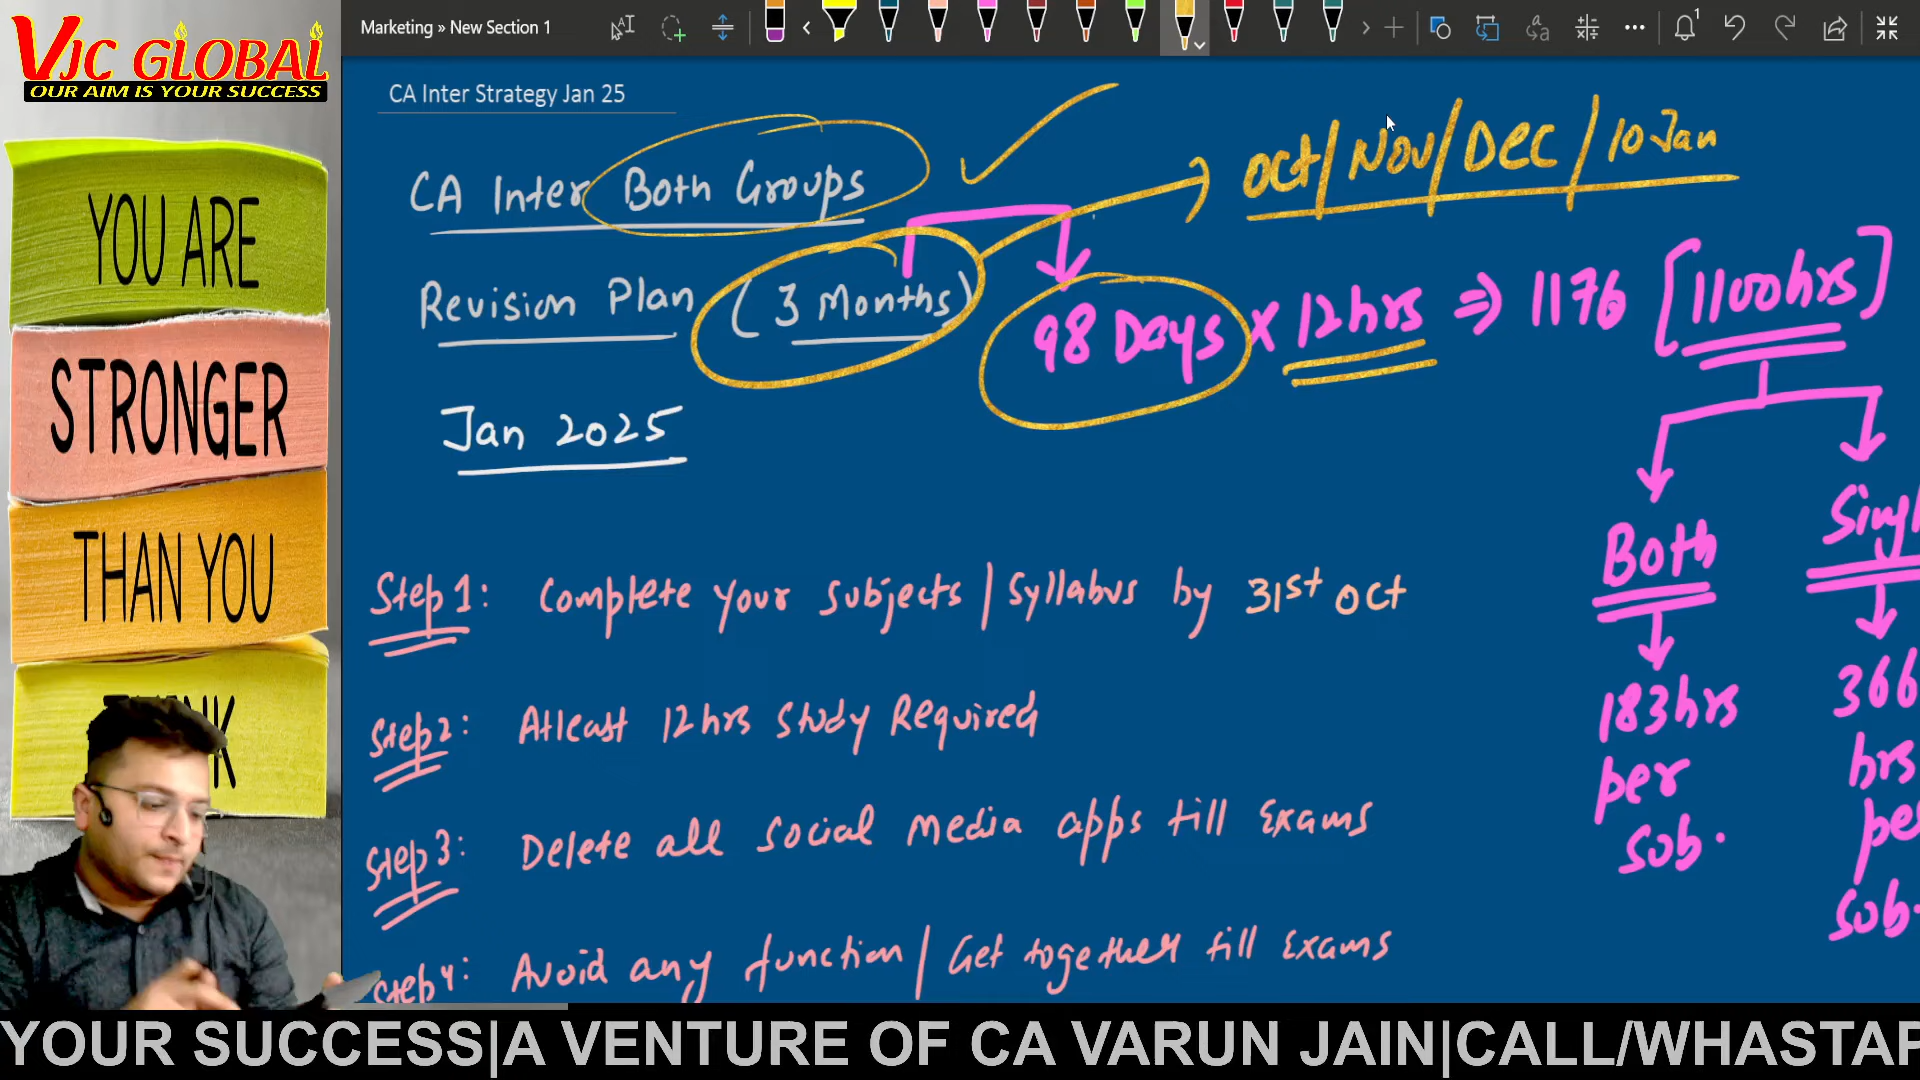 VJC GLOBAL
OUR AIM IS YOUR SUCCESS
Marketing » New Section 1
CA Inter Strategy Jan 25
CA Inter Both Groups
Oct/Nov/Dec/10 Jan
Revision Plan (3 Months)
98 Days x 12hrs ⇒ 1176 [1100hrs]
Jan 2025
Both
183hrs
per
sub.
366
hrs
sub.
Step 1: Complete your subjects/syllabus by 31st Oct
Step 2: Atleast 12hrs Study Required
Step 3: Delete all social media apps till Exams
Step 4: Avoid any function/Get together till Exams
YOU ARE
STRONGER
THAN YOU
YOUR SUCCESS|A VENTURE OF CA VARUN JAIN|CALL/WHASTAP